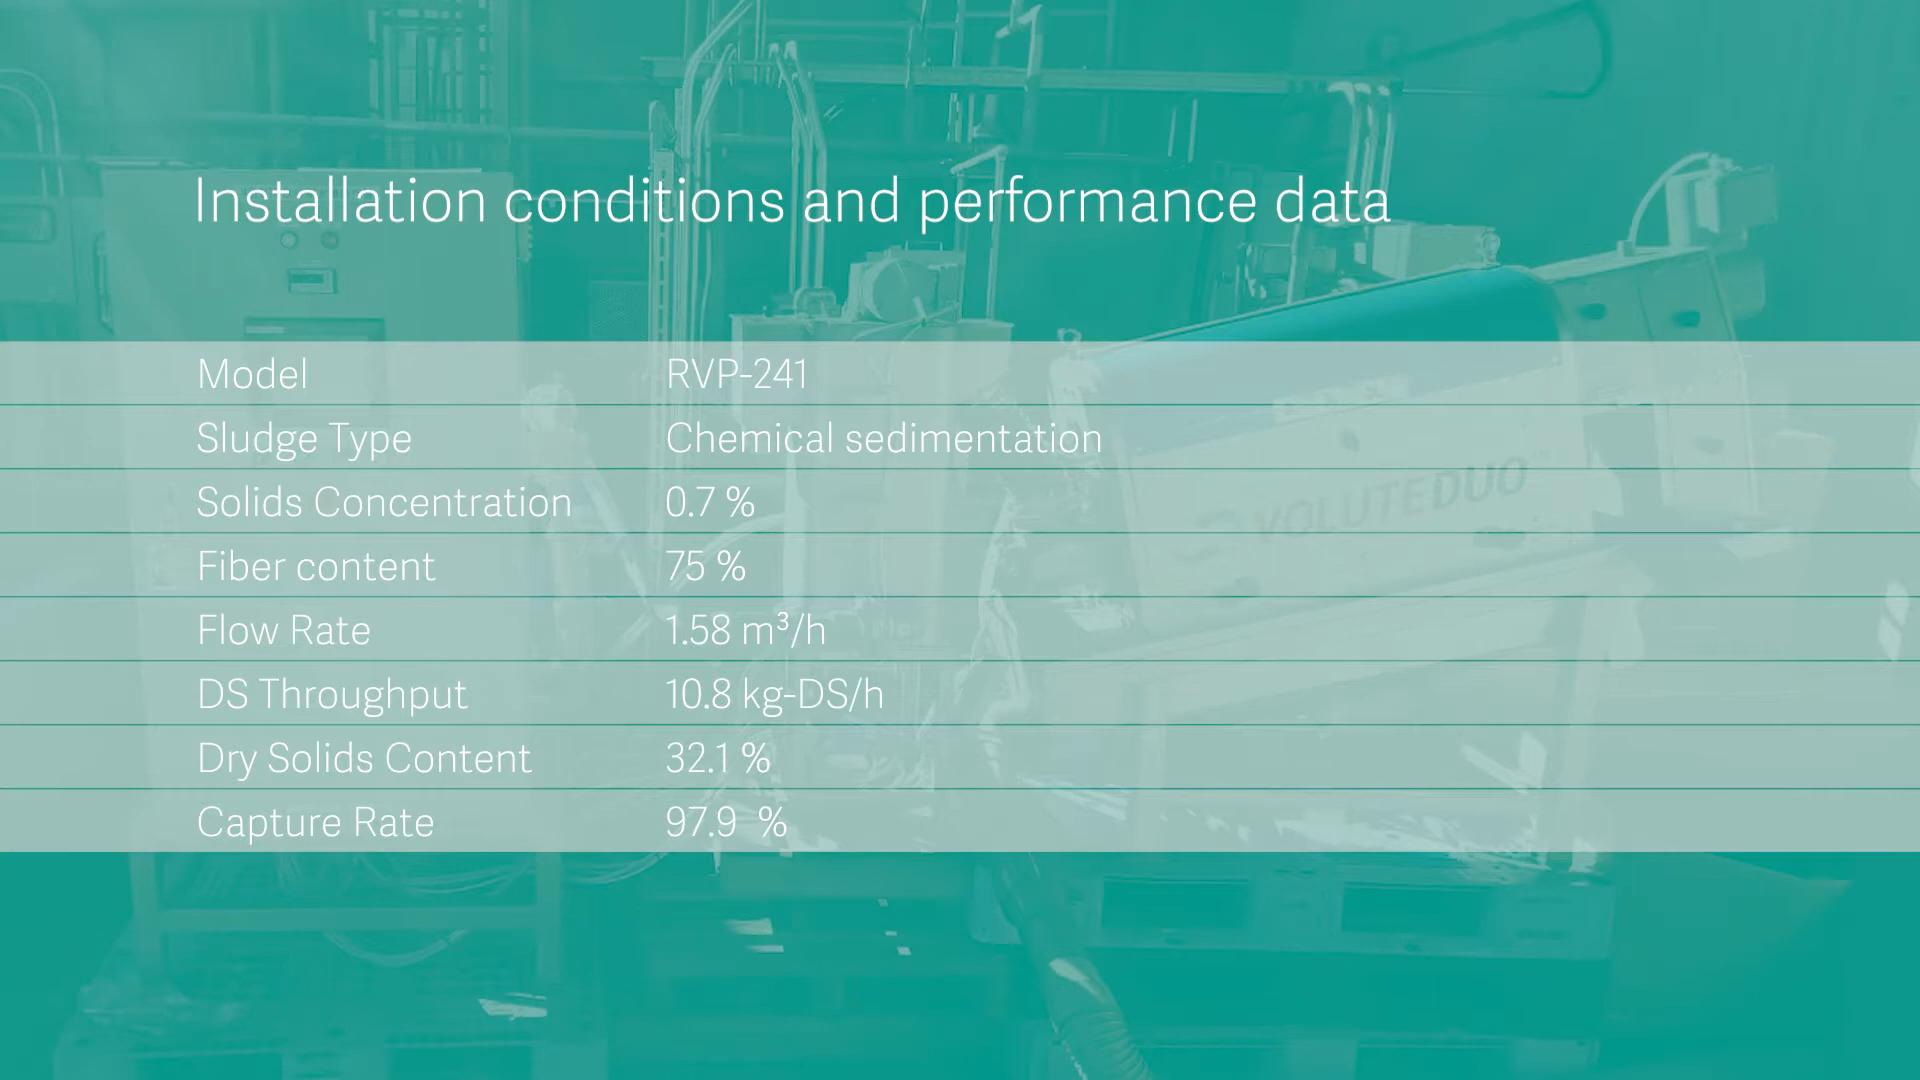 Installation conditions and performance data
Model RVP-241
Sludge Type Chemical sedimentation
Solids Concentration 0.7 %
Fiber content 75 %
Flow Rate 1.58 m³/h
DS Throughput 10.8 kg-DS/h
Dry Solids Content 32.1 %
Capture Rate 97.9 %
VOLUTEDUO